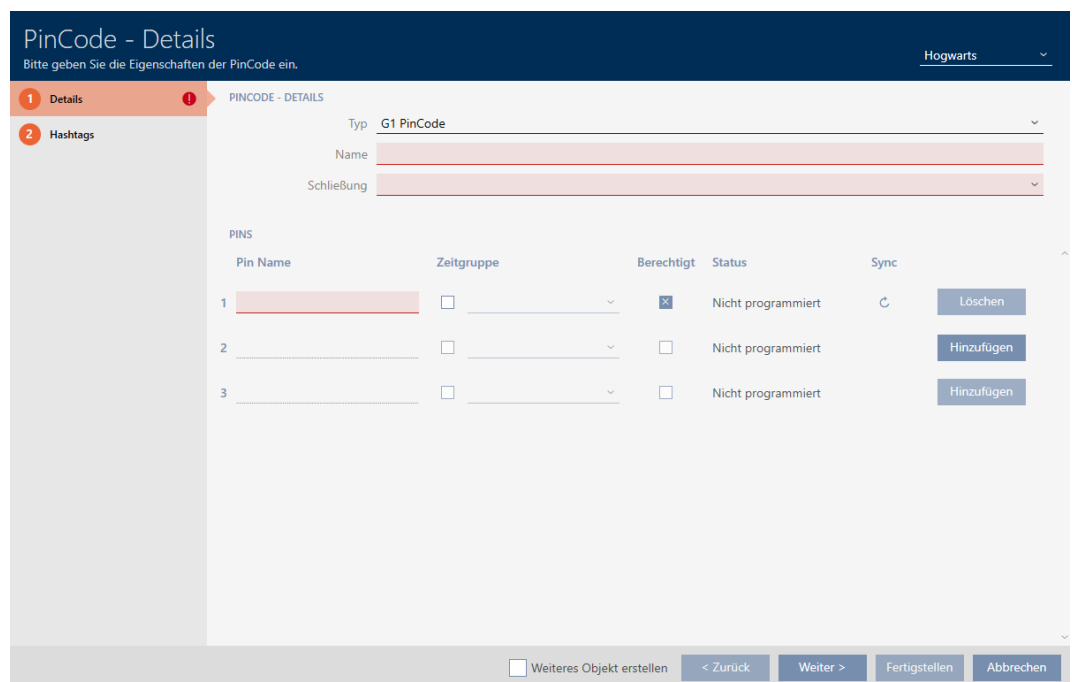 PinCode - Details
Bitte geben Sie die Eigenschaften der PinCode ein.
Hogwarts
1 Details
2 Hashtags
PINCODE - DETAILS
Typ G1 PinCode
Name
Schließung
PINS
Pin Name Zeitgruppe Berechtigt Status Sync
1 Nicht programmiert Löschen
2 Nicht programmiert Hinzufügen
3 Nicht programmiert Hinzufügen
Weiteres Objekt erstellen < Zurück Weiter > Fertigstellen Abbrechen